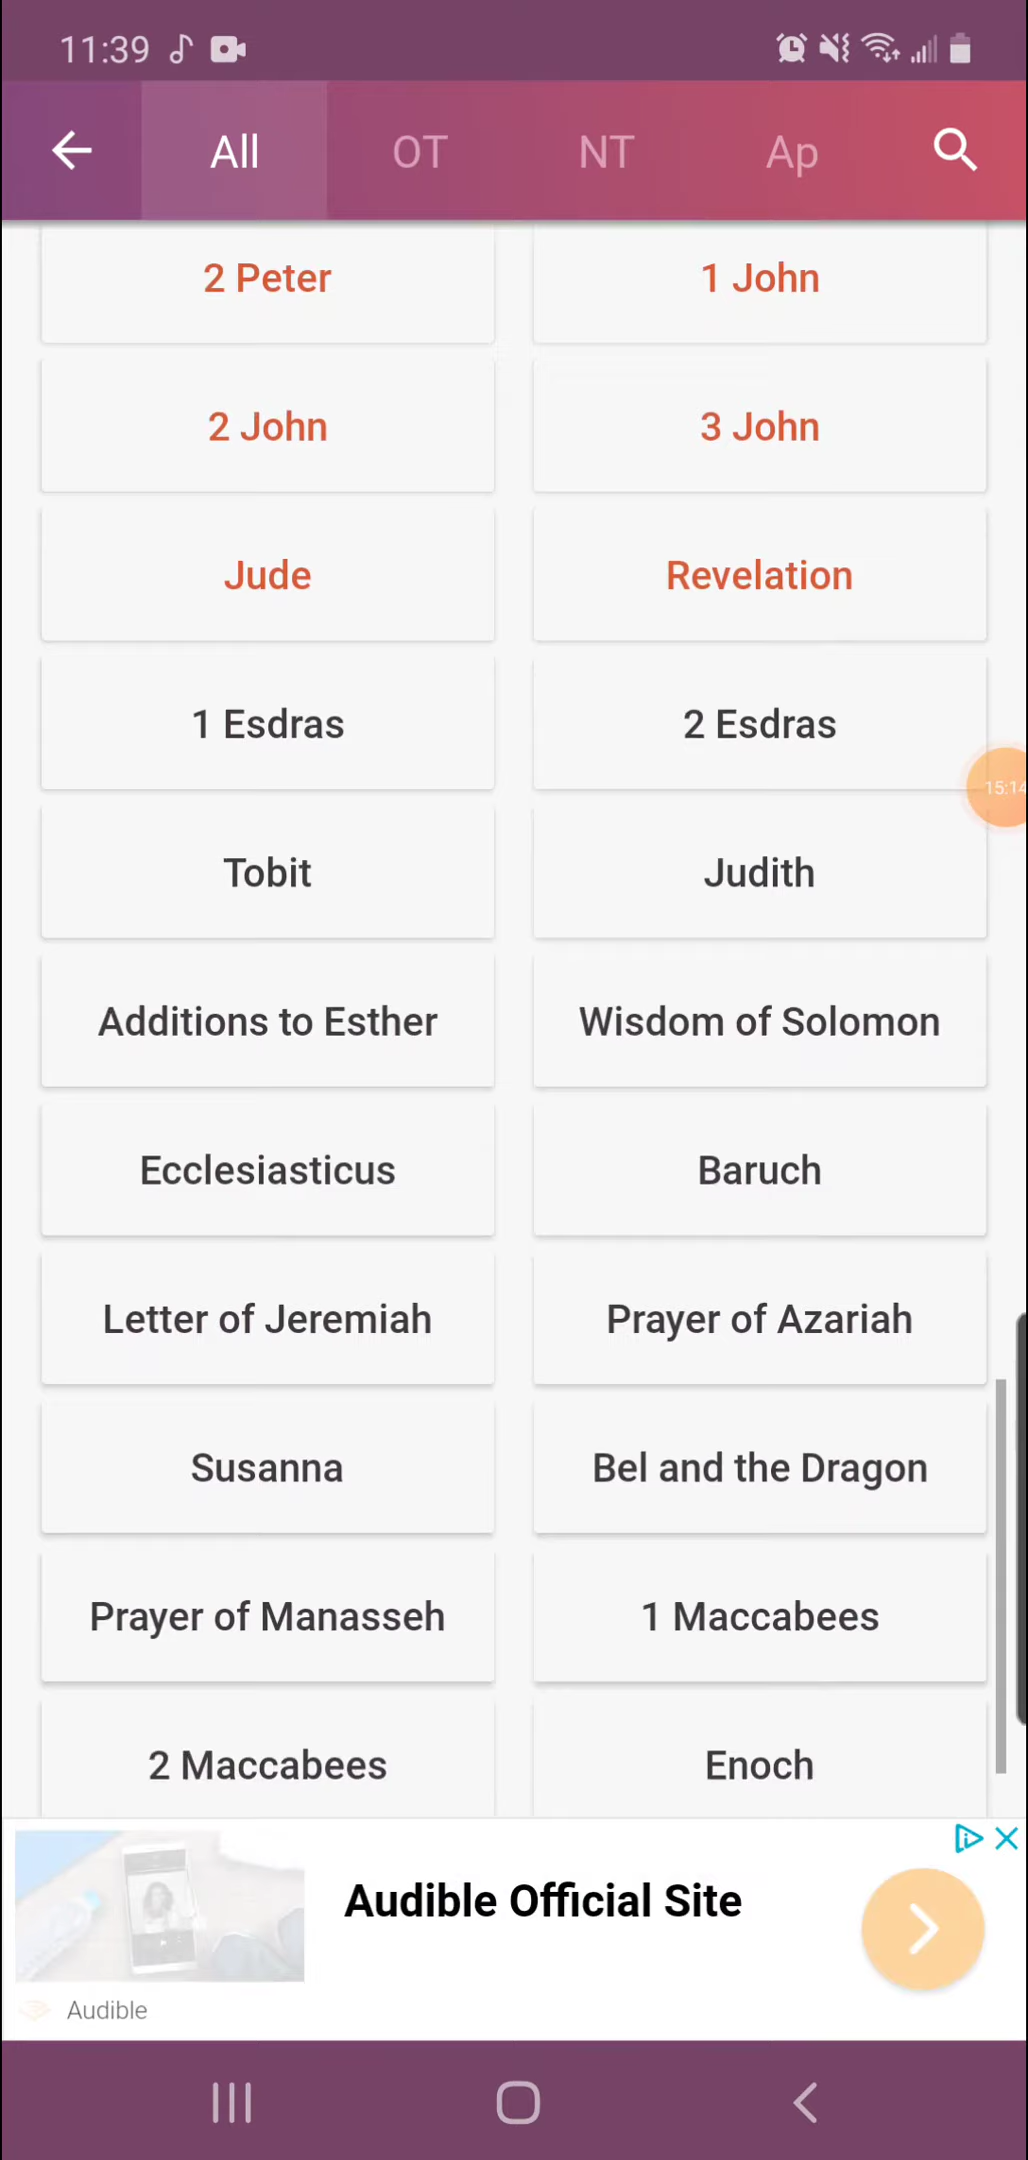 11:39
All OT NT Ap
2 Peter 1 John
2 John 3 John
Jude Revelation
1 Esdras 2 Esdras
15:14
Tobit Judith
Additions to Esther Wisdom of Solomon
Ecclesiasticus Baruch
Letter of Jeremiah Prayer of Azariah
Susanna Bel and the Dragon
Prayer of Manasseh 1 Maccabees
2 Maccabees Enoch
Audible Official Site
Audible